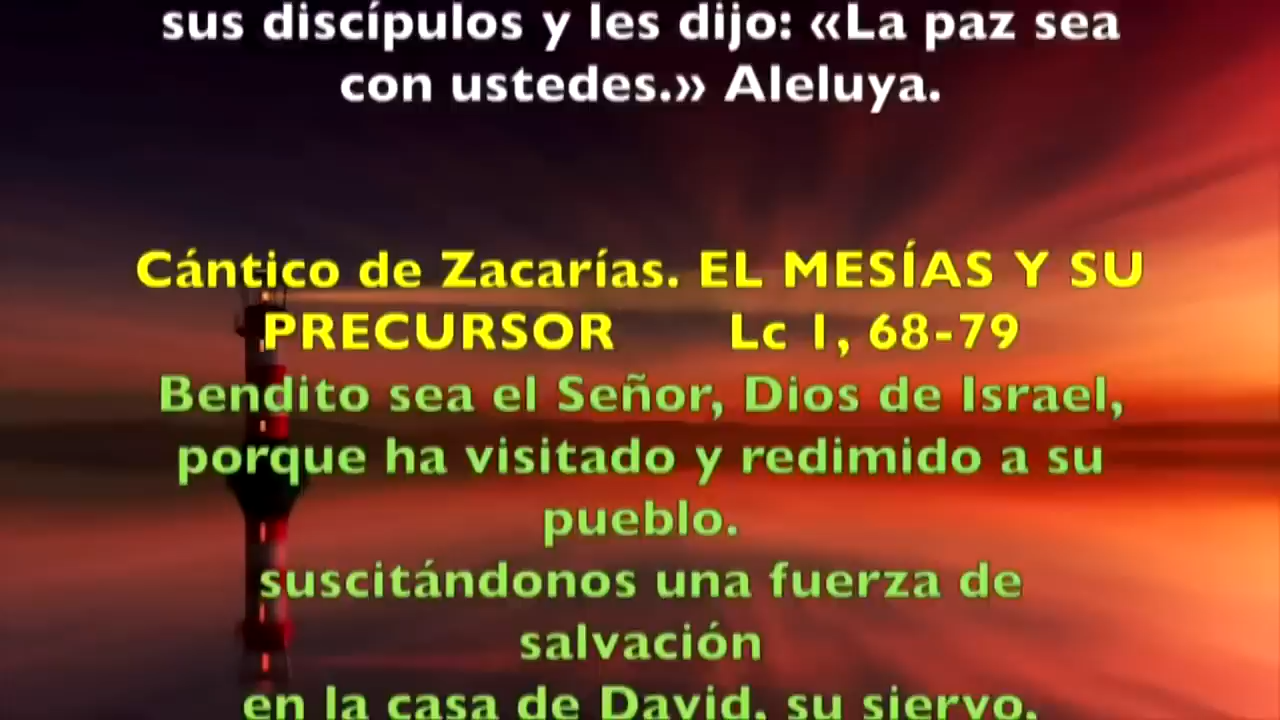 sus discípulos y les dijo: «La paz sea
con ustedes.» Aleluya.
Cántico de Zacarías. EL MESÍAS Y SU
PRECURSOR Lc 1, 68-79
Bendito sea el Señor, Dios de Israel,
porque ha visitado y redimido a su
pueblo.
suscitándonos una fuerza de
salvación
en la casa de David, su siervo,